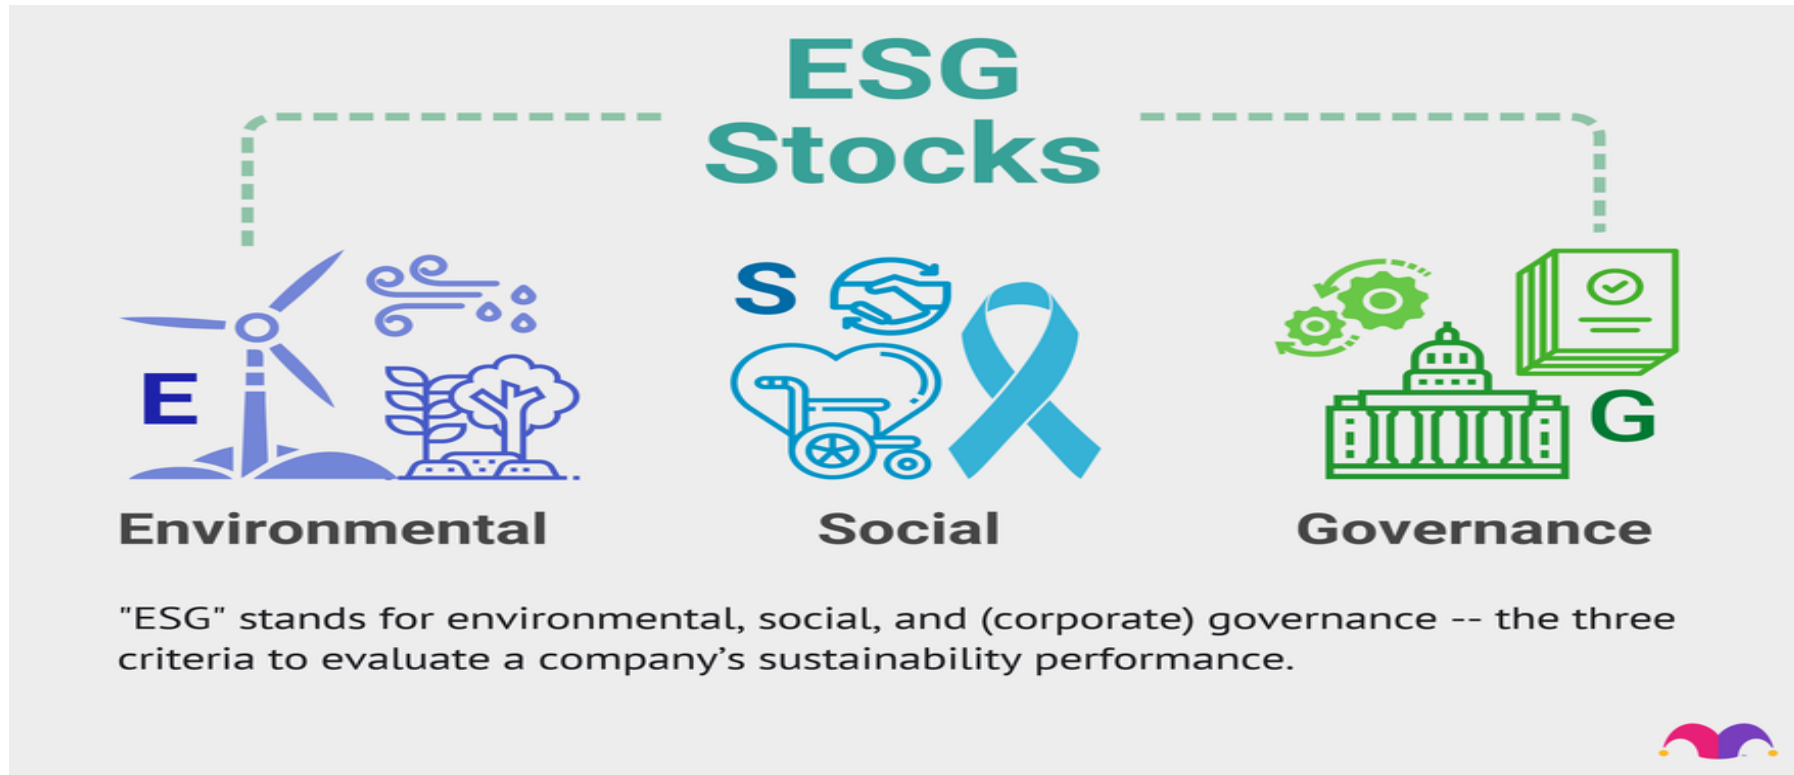 ESG
Stocks
E
S
G
Environmental
Social
Governance
"ESG" stands for environmental, social, and (corporate) governance -- the three
criteria to evaluate a company’s sustainability performance.